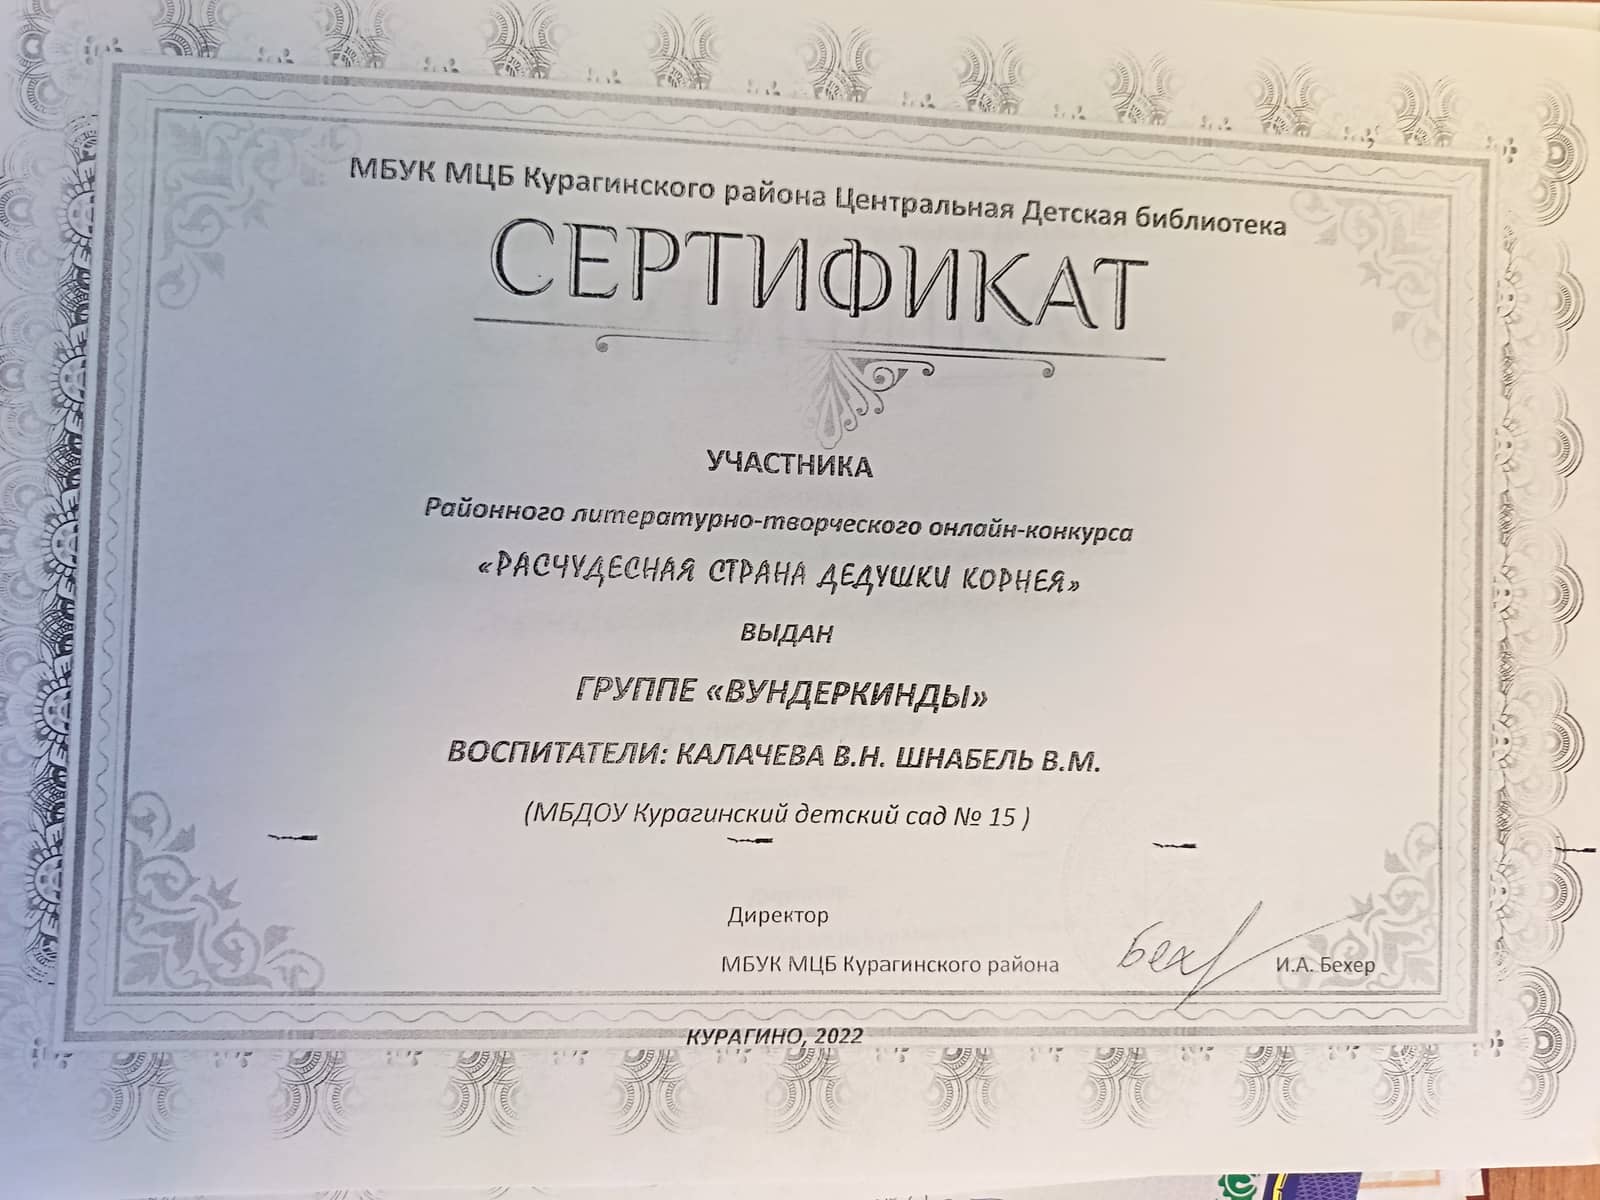 МБУК МЦБ Курагинского района Центральная Детская библиотека
СЕРТИФИКАТ
УЧАСТНИКА
Районного литературно-творческого онлайн-конкурса
«РАСЧУДЕСНАЯ СТРАНА ДЕДУШКИ КОРНЕЯ»
ВЫДАН
ГРУППЕ «ВУНДЕРКИНДЫ»
ВОСПИТАТЕЛИ: КАЛАЧЕВА В.Н. ШНАБЕЛЬ В.М.
(МБДОУ Курагинский детский сад № 15 )
Директор
МБУК МЦБ Курагинского района Бех И.А. Бехер
КУРАГИНО, 2022